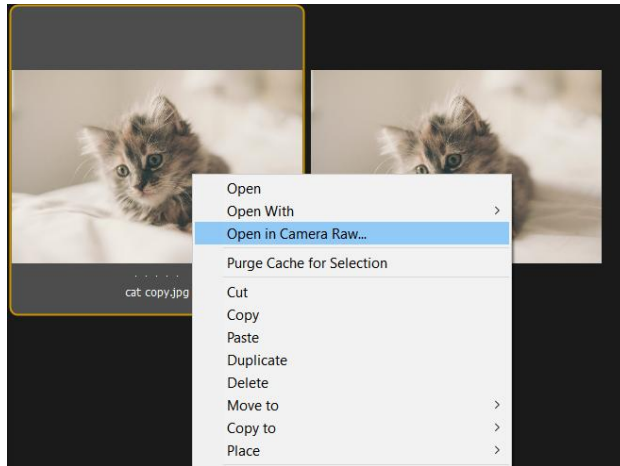 Open
Open With
Open in Camera Raw...
Purge Cache for Selection
Cut
Copy
Paste
Duplicate
Delete
Move to
Copy to
Place
cat copy.jpg